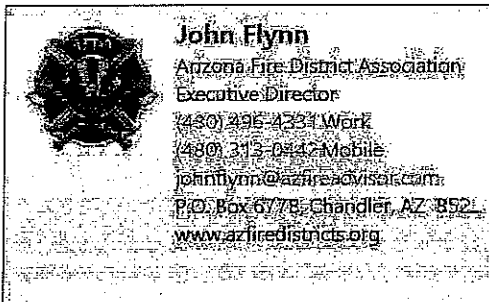 John Flynn
Arizona Fire District Association
Executive Director
(480) 496-4331 Work
(480) 313-0442 Mobile
johnflynn@azfireadvisor.com
P.O. Box 6778, Chandler, AZ 852
www.azfiredistricts.org